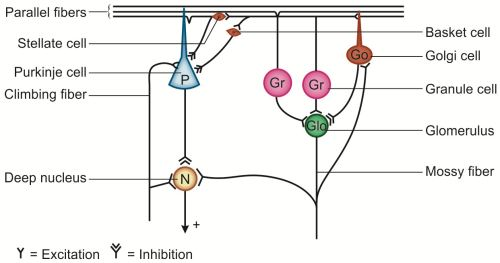 Parallel fibers
Stellate cell
Purkinje cell
Climbing fiber
Deep nucleus
Basket cell
Golgi cell
Granule cell
Glomerulus
Mossy fiber
P
Gr
Gr
Go
Glo
N
+
= Excitation
= Inhibition